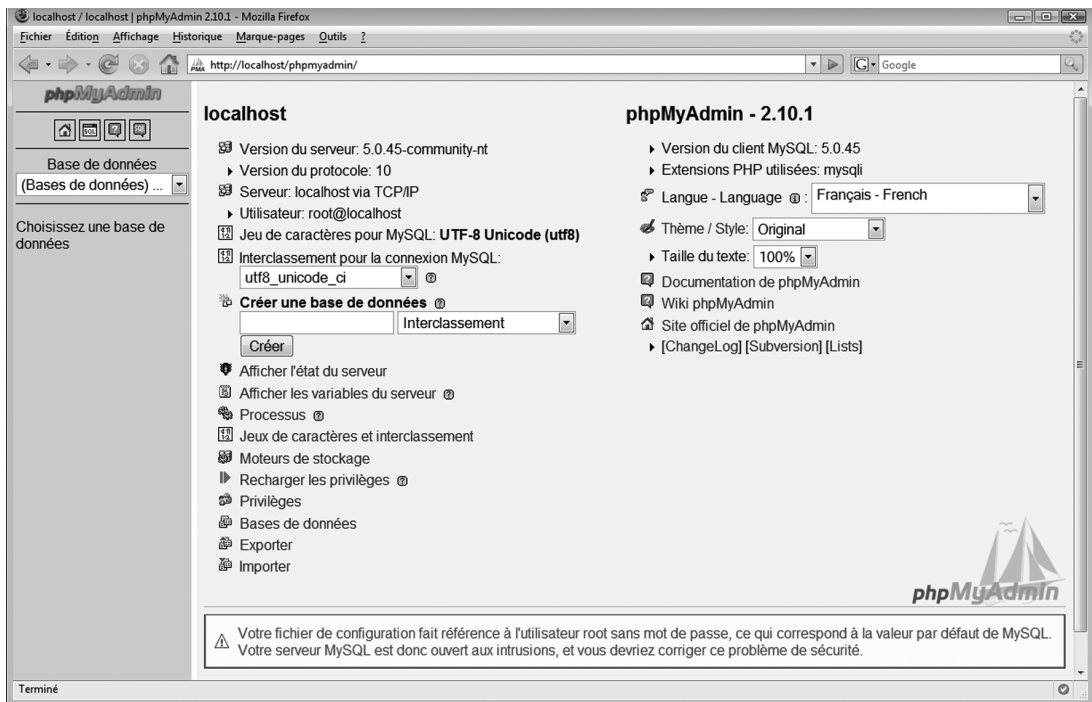 localhost / localhost | phpMyAdmin 2.10.1 - Mozilla Firefox
Fichier Édition Affichage Historique Marque-pages Outils ?
http://localhost/phpmyadmin/
Google
phpMyAdmin
Base de données
(Bases de données) ...
Choisissez une base de
données
localhost
Version du serveur: 5.0.45-community-nt
Version du protocole: 10
Serveur: localhost via TCP/IP
Utilisateur: root@localhost
Jeu de caractères pour MySQL: UTF-8 Unicode (utf8)
Interclassement pour la connexion MySQL:
utf8_unicode_ci
Créer une base de données
Interclassement
Créer
Afficher l'état du serveur
Afficher les variables du serveur
Processus
Jeux de caractères et interclassement
Moteurs de stockage
Recharger les privilèges
Privilèges
Bases de données
Exporter
Importer
phpMyAdmin - 2.10.1
Version du client MySQL: 5.0.45
Extensions PHP utilisées: mysqli
Langue - Language : Français - French
Thème / Style: Original
Taille du texte: 100%
Documentation de phpMyAdmin
Wiki phpMyAdmin
Site officiel de phpMyAdmin
[ChangeLog] [Subversion] [Lists]
phpMyAdmin
Votre fichier de configuration fait référence à l'utilisateur root sans mot de passe, ce qui correspond à la valeur par défaut de MySQL.
Votre serveur MySQL est donc ouvert aux intrusions, et vous devriez corriger ce problème de sécurité.
Terminé